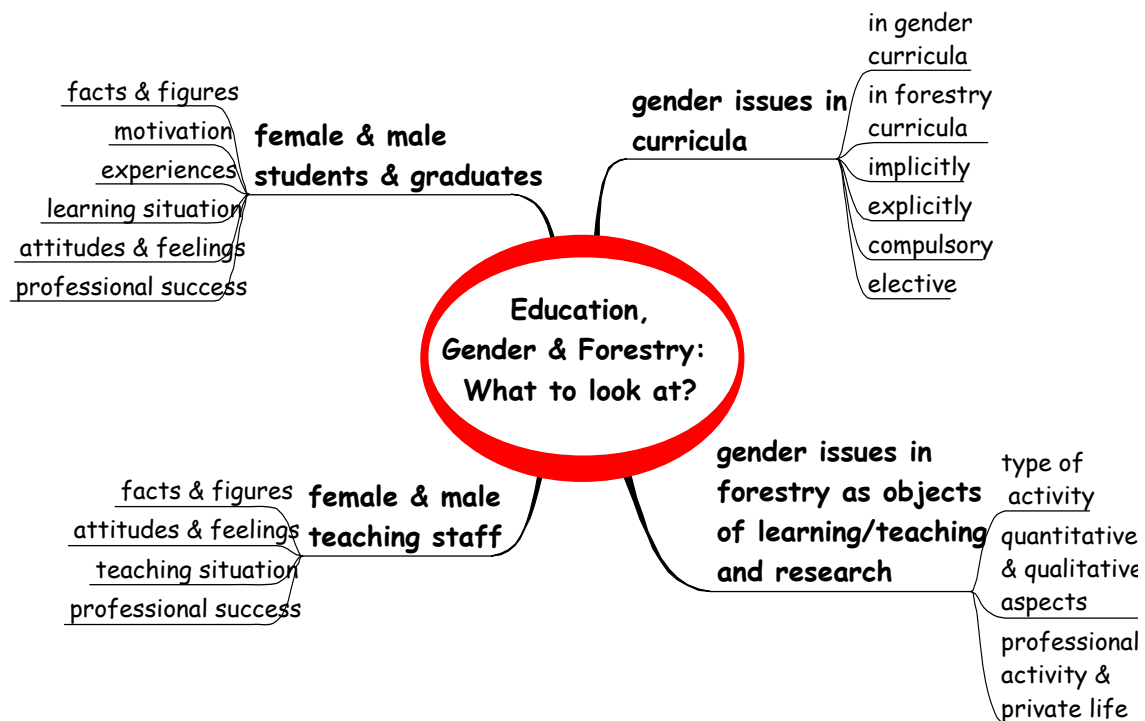 Education,
Gender & Forestry:
What to look at?
female & male
students & graduates
facts & figures
motivation
experiences
learning situation
attitudes & feelings
professional success
gender issues in
curricula
in gender
curricula
in forestry
curricula
implicitly
explicitly
compulsory
elective
female & male
teaching staff
facts & figures
attitudes & feelings
teaching situation
professional success
gender issues in
forestry as objects
of learning/teaching
and research
type of
activity
quantitative
& qualitative
aspects
professional
activity &
private life